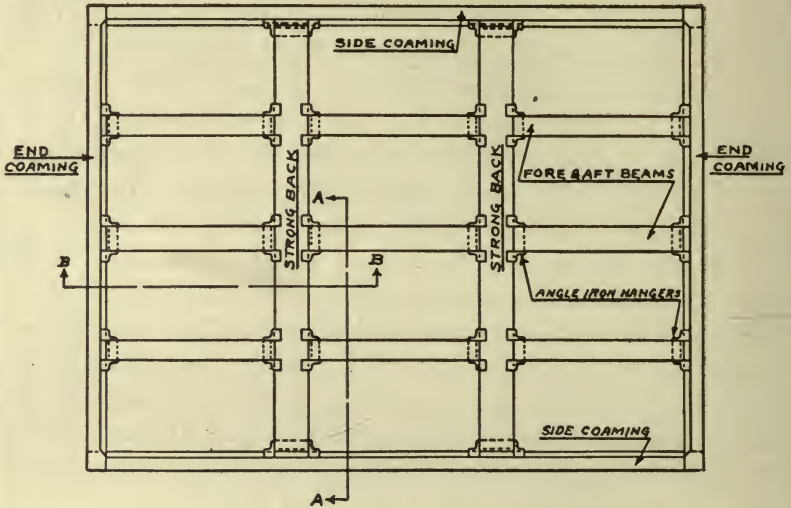 SIDE COAMING
END
COAMING
STRONG BACK
STRONG BACK
END
COAMING
FORE & AFT BEAMS
A
B
B
ANGLE IRON HANGERS
SIDE COAMING
A